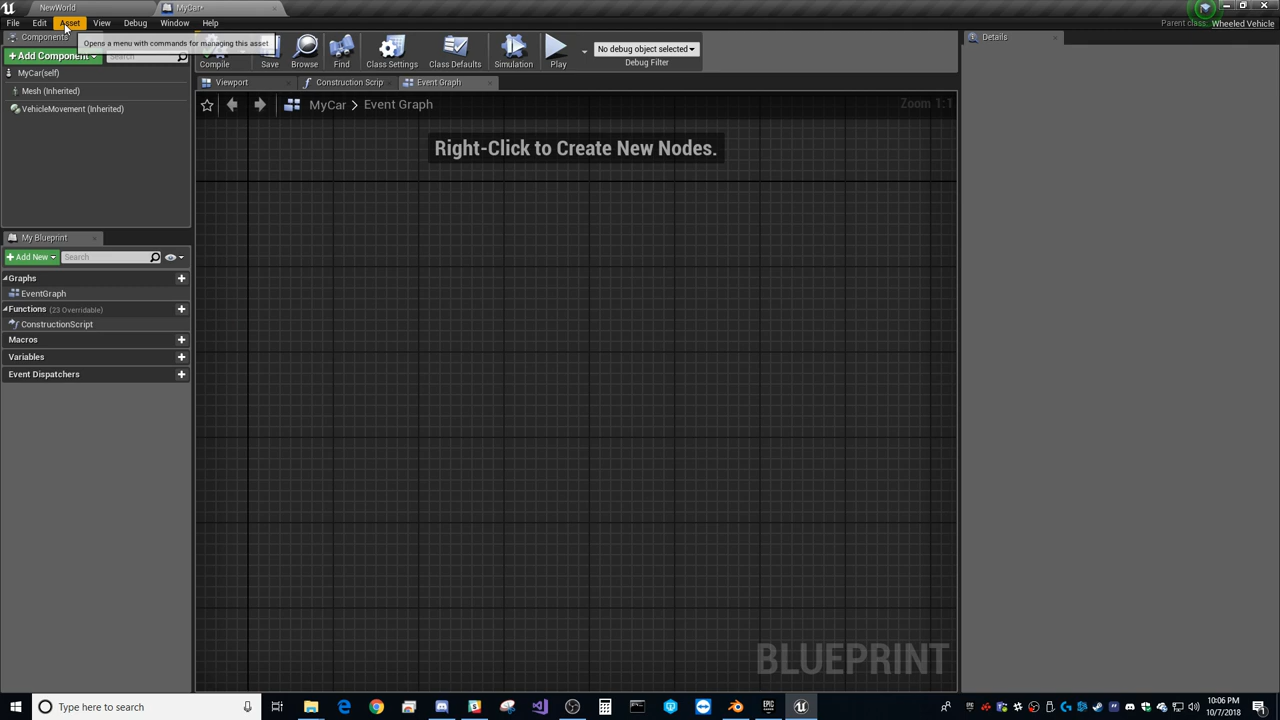 NewWorld
MyCar*
File Edit Asset View Debug Window Help
Parent class: Wheeled Vehicle
Components
Opens a menu with commands for managing this asset
+ Add Component
Search
MyCar(self)
Mesh (Inherited)
VehicleMovement (Inherited)
Compile
Save
Browse
Find
Class Settings
Class Defaults
Simulation
Play
No debug object selected
Debug Filter
Details
Viewport
Construction Scrip
Event Graph
MyCar > Event Graph
Zoom 1:1
Right-Click to Create New Nodes.
My Blueprint
+ Add New
Search
Graphs
EventGraph
Functions (23 Overridable)
ConstructionScript
Macros
Variables
Event Dispatchers
BLUEPRINT
Type here to search
10:06 PM
10/7/2018